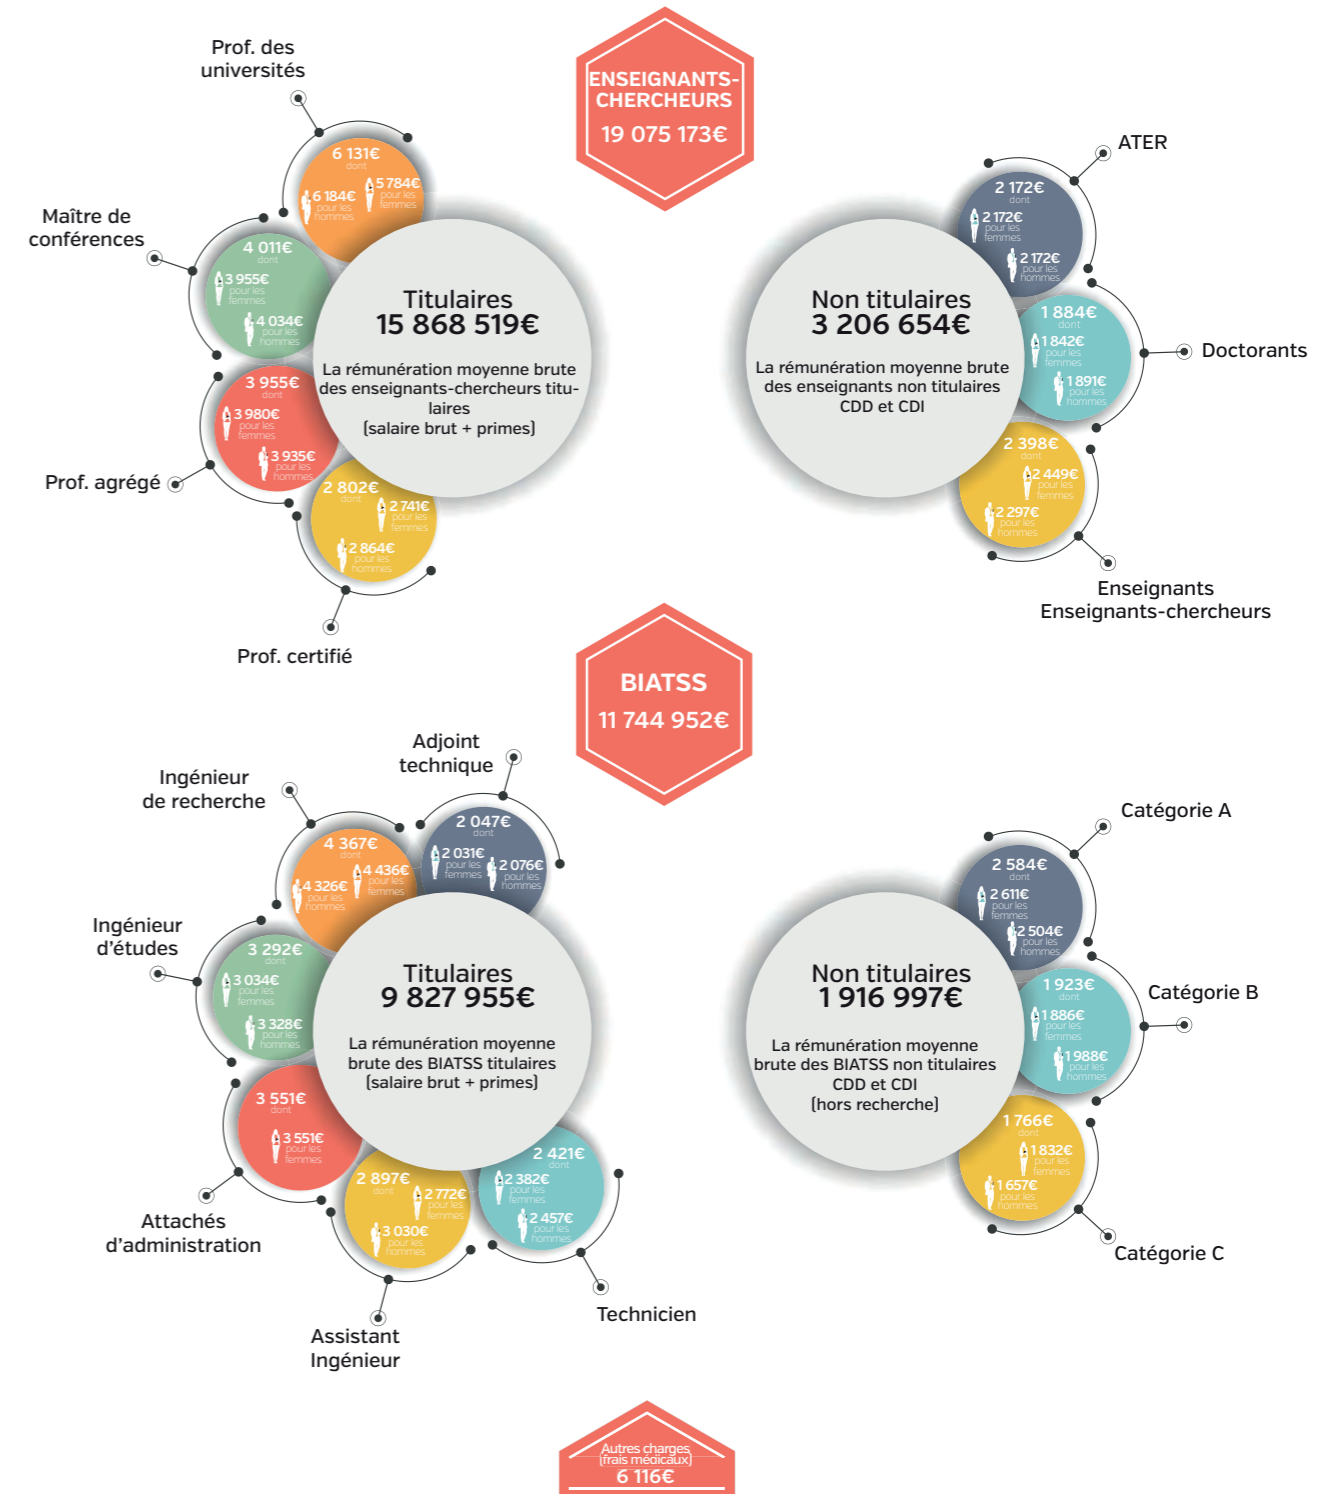 ENSEIGNANTS-
CHERCHEURS
19 075 173€
Prof. des
universités
6 131€
dont
6 184€
pour les
hommes
5 784€
pour les
femmes
Maître de
conférences
4 011€
dont
3 955€
pour les
femmes
4 034€
pour les
hommes
Prof. agrégé
3 955€
dont
3 980€
pour les
femmes
3 935€
pour les
hommes
Prof. certifié
2 802€
dont
2 741€
pour les
femmes
2 864€
pour les
hommes
Titulaires
15 868 519€
La rémunération moyenne brute
des enseignants-chercheurs titu-
laires
(salaire brut + primes)
Non titulaires
3 206 654€
La rémunération moyenne brute
des enseignants non titulaires
CDD et CDI
ATER
2 172€
dont
2 172€
pour les
femmes
2 172€
pour les
hommes
Doctorants
1 884€
dont
1 842€
pour les
femmes
1 891€
pour les
hommes
2 398€
dont
2 449€
pour les
femmes
2 297€
pour les
hommes
Enseignants
Enseignants-chercheurs
BIATSS
11 744 952€
Adjoint
technique
2 047€
dont
2 031€
pour les
femmes
2 076€
pour les
hommes
Ingénieur
de recherche
4 367€
dont
4 436€
pour les
femmes
4 326€
pour les
hommes
Ingénieur
d'études
3 292€
dont
3 034€
pour les
femmes
3 328€
pour les
hommes
3 551€
dont
3 551€
pour les
femmes
Attachés
d'administration
2 897€
dont
2 772€
pour les
femmes
3 030€
pour les
hommes
Assistant
Ingénieur
2 421€
dont
2 382€
pour les
femmes
2 457€
pour les
hommes
Technicien
Titulaires
9 827 955€
La rémunération moyenne
brute des BIATSS titulaires
(salaire brut + primes)
Non titulaires
1 916 997€
La rémunération moyenne
brute des BIATSS non titulaires
CDD et CDI
(hors recherche)
Catégorie A
2 584€
dont
2 611€
pour les
femmes
2 504€
pour les
hommes
Catégorie B
1 923€
dont
1 886€
pour les
femmes
1 988€
pour les
hommes
1 766€
dont
1 832€
pour les
femmes
1 657€
pour les
hommes
Catégorie C
Autres charges
(frais médicaux)
6 116€